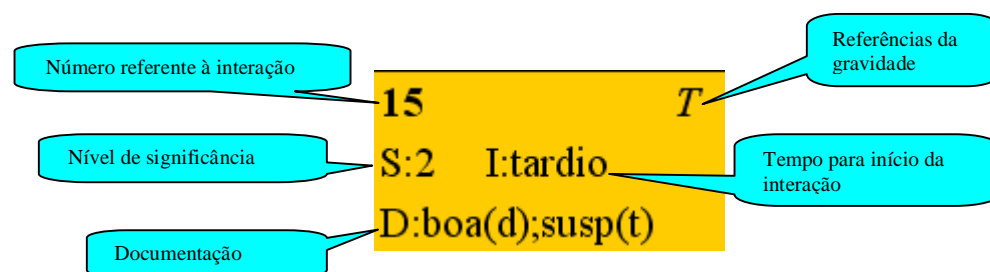 Número referente à interação
Referências da
gravidade
15 T
Nível de significância
S:2 I:tardio
Tempo para início da
interação
D:boa(d);susp(t)
Documentação